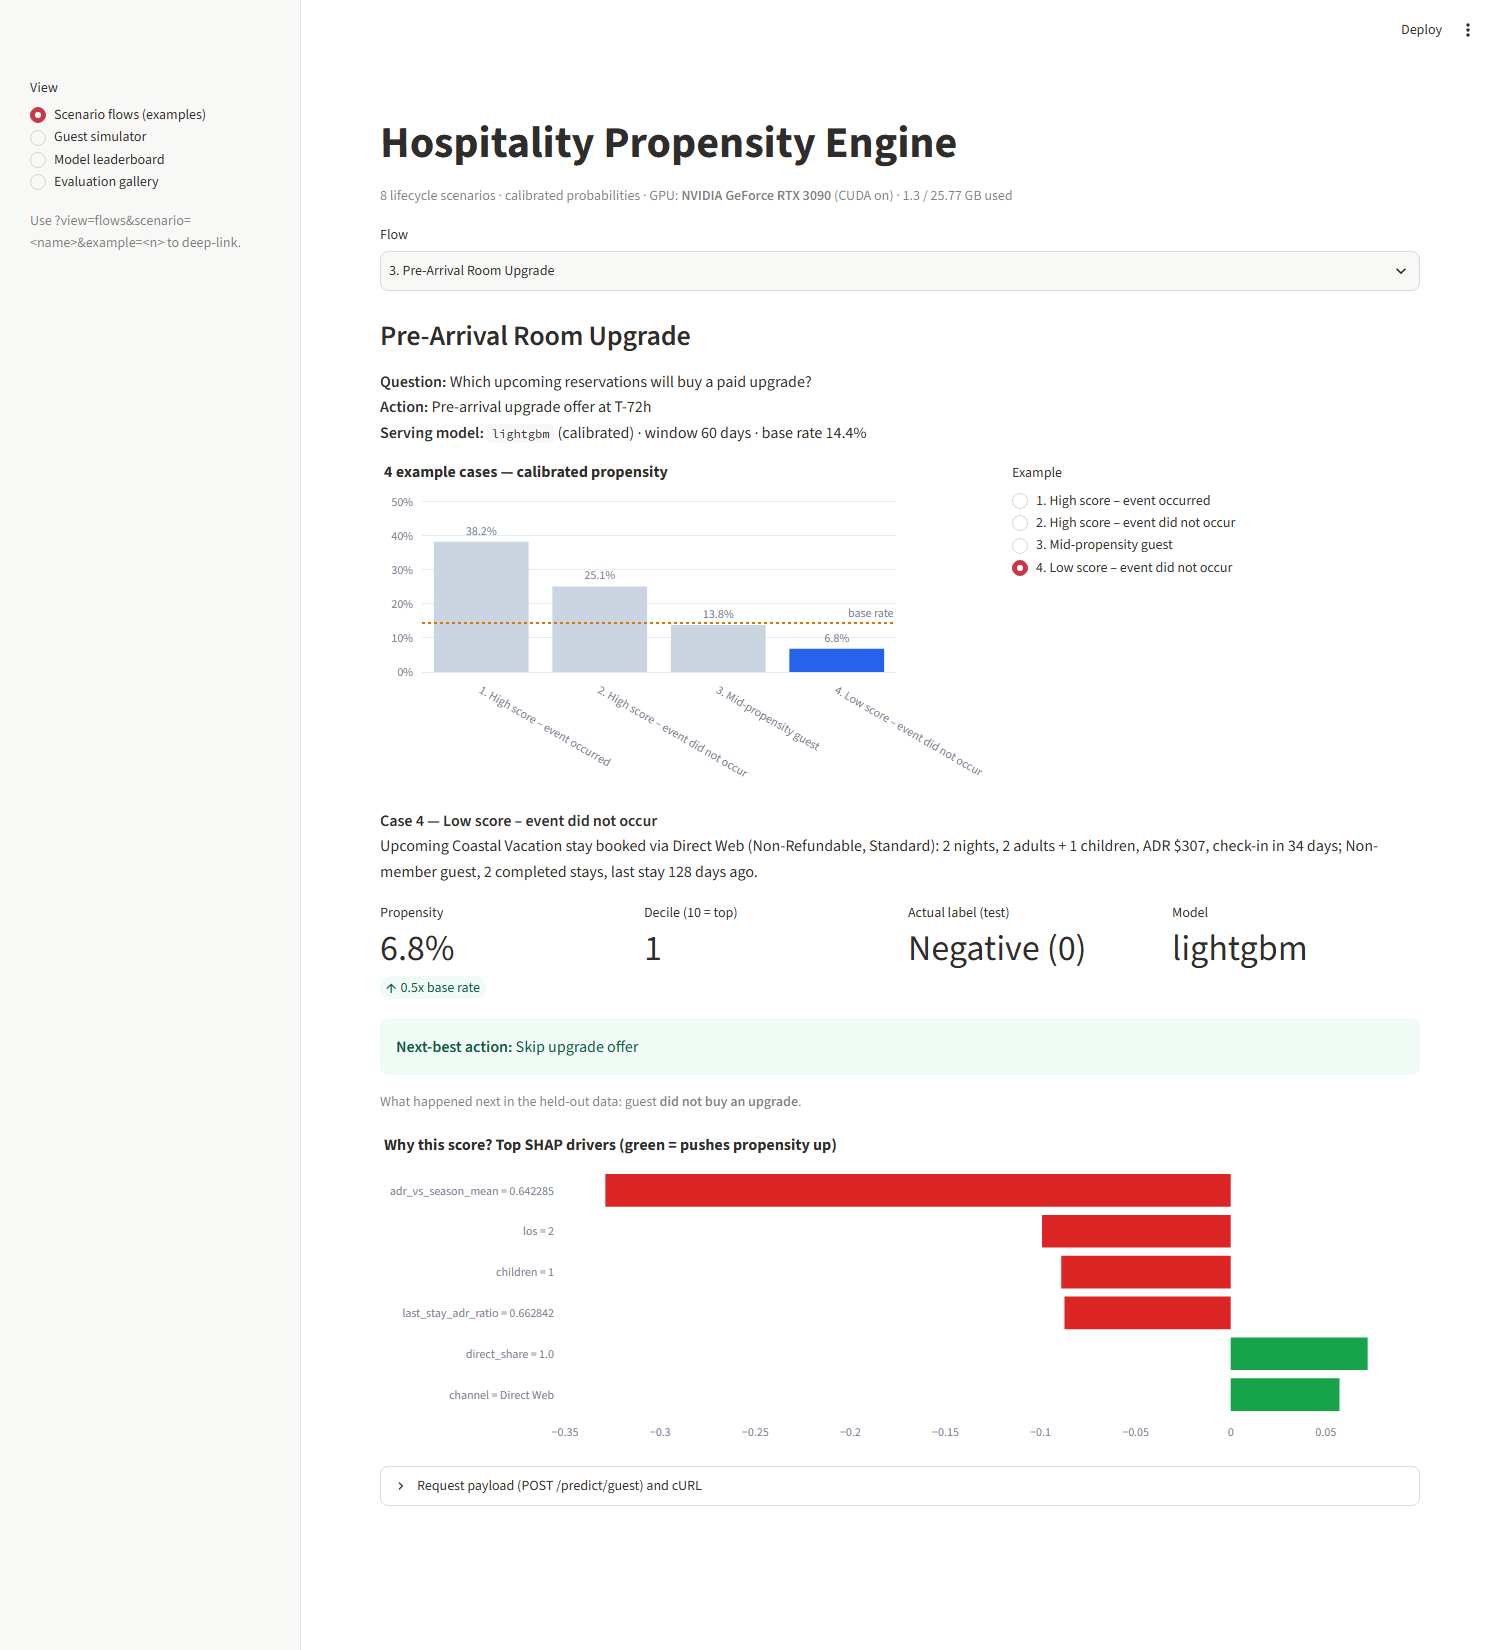 Deploy
View
Scenario flows (examples)
Guest simulator
Model leaderboard
Evaluation gallery
Use ?view=flows&scenario=
<name>&example=<n> to deep-link.
Hospitality Propensity Engine
8 lifecycle scenarios · calibrated probabilities · GPU: NVIDIA GeForce RTX 3090 (CUDA on) · 1.3 / 25.77 GB used
Flow
3. Pre-Arrival Room Upgrade
Pre-Arrival Room Upgrade
Question: Which upcoming reservations will buy a paid upgrade?
Action: Pre-arrival upgrade offer at T-72h
Serving model: lightgbm (calibrated) · window 60 days · base rate 14.4%
4 example cases — calibrated propensity
50%
40%
30%
20%
10%
0%
38.2%
25.1%
13.8%
6.8%
base rate
1. High score – event occurred
2. High score – event did not occur
3. Mid-propensity guest
4. Low score – event did not occur
Example
1. High score – event occurred
2. High score – event did not occur
3. Mid-propensity guest
4. Low score – event did not occur
Case 4 — Low score – event did not occur
Upcoming Coastal Vacation stay booked via Direct Web (Non-Refundable, Standard): 2 nights, 2 adults + 1 children, ADR $307, check-in in 34 days; Non-
member guest, 2 completed stays, last stay 128 days ago.
Propensity
6.8%
↑ 0.5x base rate
Decile (10 = top)
1
Actual label (test)
Negative (0)
Model
lightgbm
Next-best action: Skip upgrade offer
What happened next in the held-out data: guest did not buy an upgrade.
Why this score? Top SHAP drivers (green = pushes propensity up)
adr_vs_season_mean = 0.642285
los = 2
children = 1
last_stay_adr_ratio = 0.662842
direct_share = 1.0
channel = Direct Web
−0.35
−0.3
−0.25
−0.2
−0.15
−0.1
−0.05
0
0.05
Request payload (POST /predict/guest) and cURL